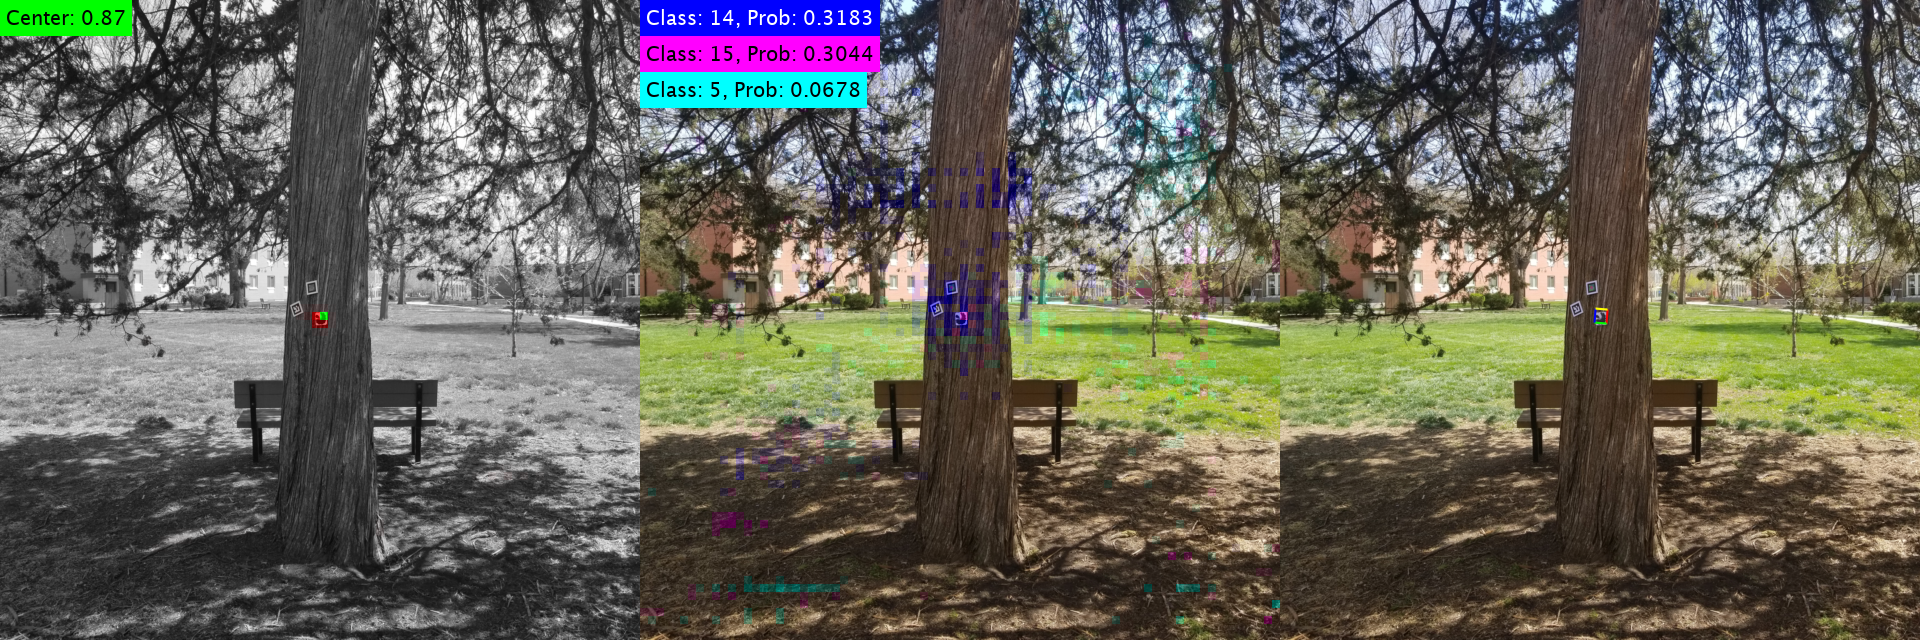 Center: 0.87
Class: 14, Prob: 0.3183
Class: 15, Prob: 0.3044
Class: 5, Prob: 0.0678